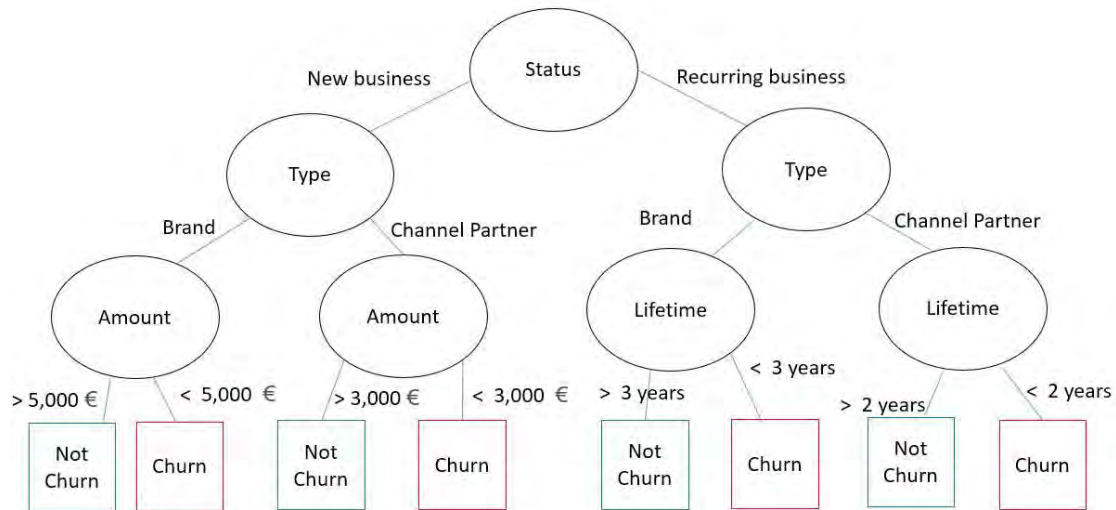 Status
New business
Recurring business
Type
Type
Brand
Channel Partner
Brand
Channel Partner
Amount
Amount
Lifetime
Lifetime
> 5,000 €
< 5,000 €
> 3,000 €
< 3,000 €
> 3 years
< 3 years
> 2 years
< 2 years
Not
Churn
Churn
Not
Churn
Churn
Not
Churn
Churn
Not
Churn
Churn